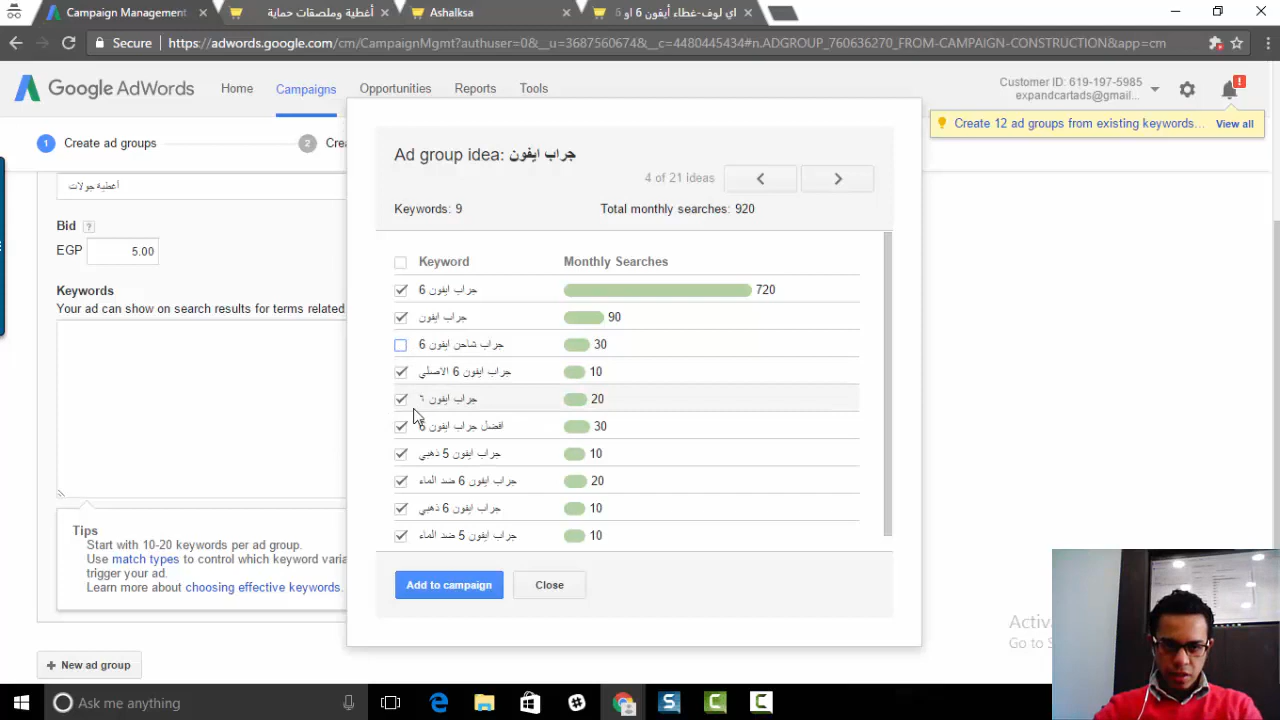 Campaign Management
أغطية وملصقات حماية
Ashalksa
اي لوف-غطاء أيفون 6 او 6
Secure
https://adwords.google.com/cm/CampaignMgmt?authuser=0&__u=3687560674&__c=4480445434#n.ADGROUP_760636270_FROM-CAMPAIGN-CONSTRUCTION&app=cm
Google AdWords
Home
Campaigns
Opportunities
Reports
Tools
Customer ID: 619-197-5985
expandcartads@gmail...
Create 12 ad groups from existing keywords...
View all
1 Create ad groups
2 Crea
أغطية جولات
Bid ?
EGP 5.00
Keywords
Your ad can show on search results for terms related
Tips
Start with 10-20 keywords per ad group.
Use match types to control which keyword varia
trigger your ad.
Learn more about choosing effective keywords.
+ New ad group
Ad group idea: جراب ايفون
4 of 21 ideas
Keywords: 9
Total monthly searches: 920
Keyword
Monthly Searches
جراب ايفون 6 720
جراب ايفون 90
جراب شاحن ايفون 6 30
جراب ايفون 6 الاصلي 10
جراب ايفون ٦ 20
افضل جراب ايفون 6 30
جراب ايفون 5 ذهبي 10
جراب ايفون 6 ضد الماء 20
جراب ايفون 6 ذهبي 10
جراب ايفون 5 ضد الماء 10
Add to campaign
Close
Activ
Go to S
Ask me anything